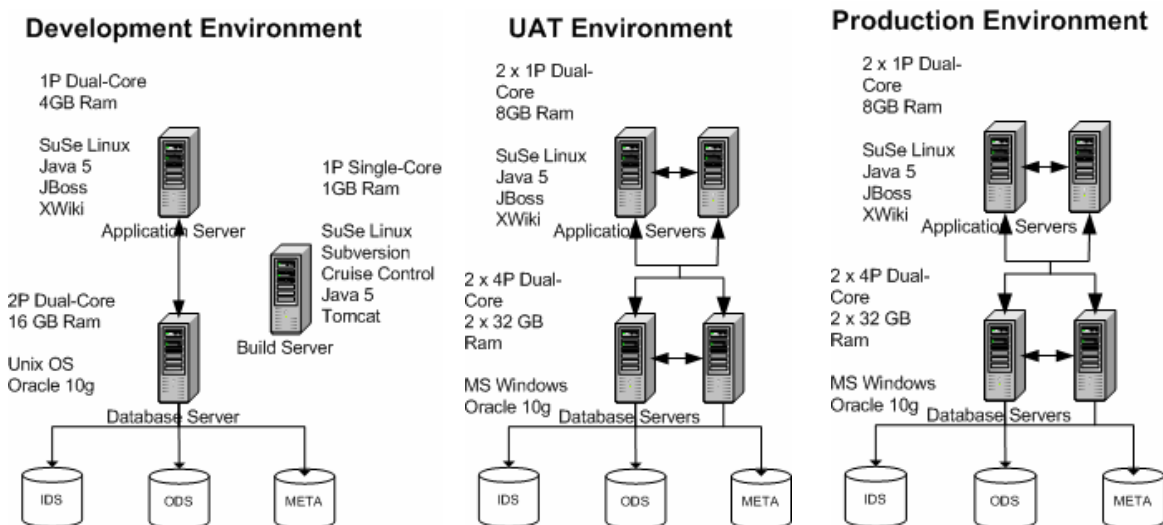 Development Environment
1P Dual-Core
4GB Ram
SuSe Linux
Java 5
JBoss
XWiki
Application Server
1P Single-Core
1GB Ram
SuSe Linux
Subversion
Cruise Control
Java 5
Tomcat
Build Server
2P Dual-Core
16 GB Ram
Unix OS
Oracle 10g
Database Server
IDS
ODS
META
UAT Environment
2 x 1P Dual-
Core
8GB Ram
SuSe Linux
Java 5
JBoss
XWiki
Application Servers
2 x 4P Dual-
Core
2 x 32 GB
Ram
MS Windows
Oracle 10g
Database Servers
IDS
ODS
META
Production Environment
2 x 1P Dual-
Core
8GB Ram
SuSe Linux
Java 5
JBoss
XWiki
Application Servers
2 x 4P Dual-
Core
2 x 32 GB
Ram
MS Windows
Oracle 10g
Database Servers
IDS
ODS
META